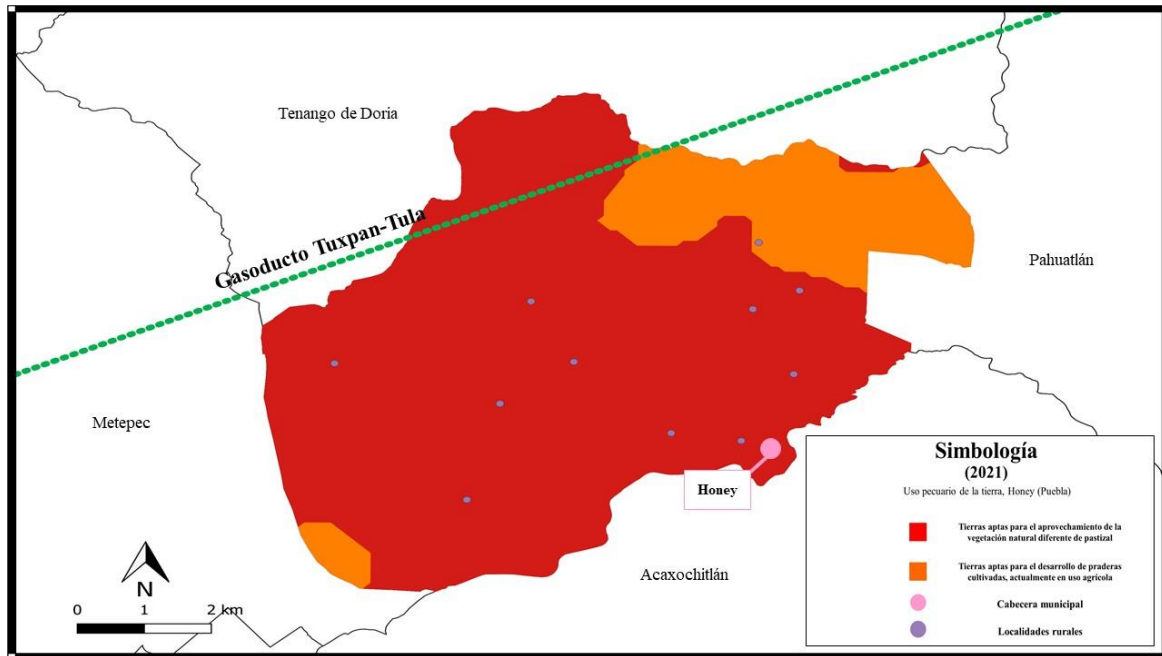 Tenango de Doria
Gasoducto Tuxpan-Tula
Pahuatlán
Metepec
Honey
Acaxochitlán
N
0 1 2 km
Simbología
(2021)
Uso pecuario de la tierra, Honey (Puebla)
Tierras aptas para el aprovechamiento de la
vegetación natural diferente de pastizal
Tierras aptas para el desarrollo de praderas
cultivadas, actualmente en uso agrícola
Cabecera municipal
Localidades rurales